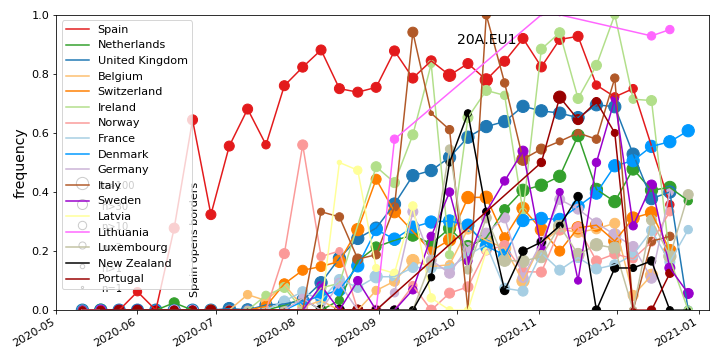 20A.EU1
frequency
1.0
0.8
0.6
0.4
0.2
0.0
Spain
Netherlands
United Kingdom
Belgium
Switzerland
Ireland
Norway
France
Denmark
Germany
Italy
Sweden
Latvia
Lithuania
Luxembourg
New Zealand
Portugal
n=1
Spain opens borders
2020-05
2020-06
2020-07
2020-08
2020-09
2020-10
2020-11
2020-12
2021-01